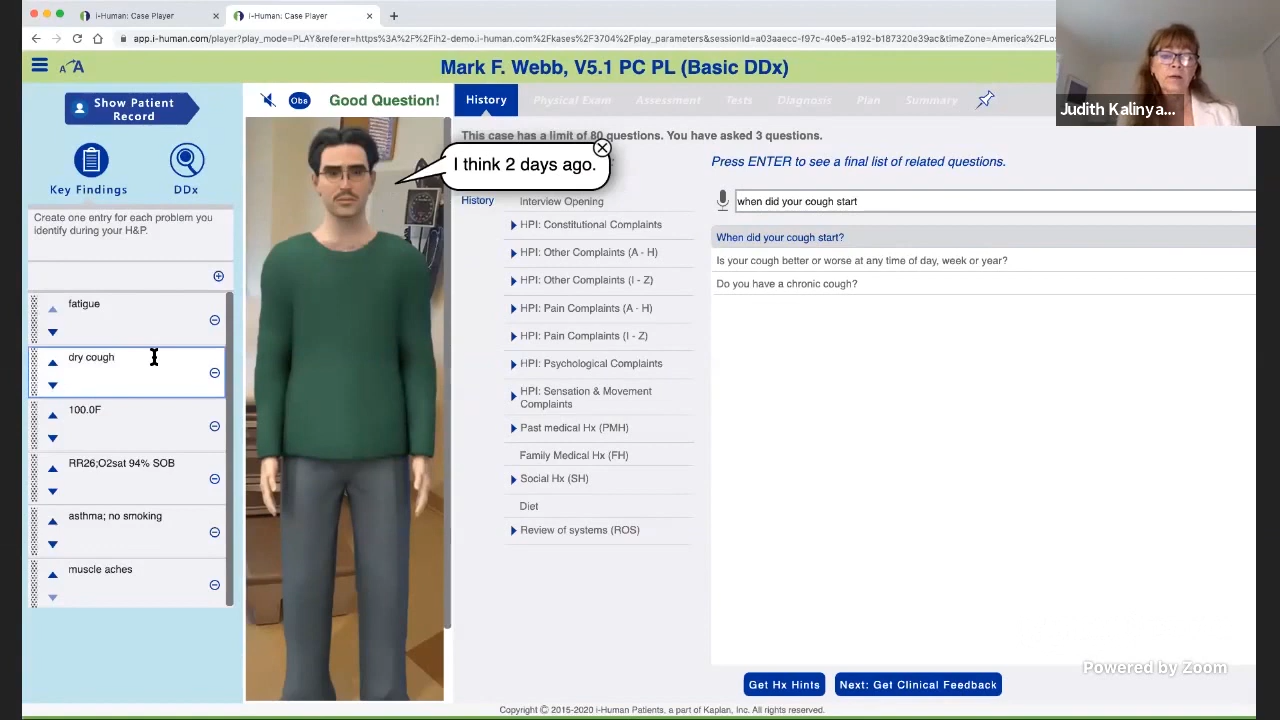 i-Human: Case Player
i-Human: Case Player
app.i-human.com/player?play_mode=PLAY&referer=https%3A%2F%2Fih2-demo.i-human.com%2Fkases%2F3704%2Fplay_parameters&sessionId=a03aaecc-f97c-40e5-a192-b187320e39ac&timeZone=America%2FLos
AA
Mark F. Webb, V5.1 PC PL (Basic DDx)
Judith Kalinya...
Show Patient
Record
Key Findings
DDx
Create one entry for each problem you
identify during your H&P.
fatigue
dry cough
100.0F
RR26;O2sat 94% SOB
asthma; no smoking
muscle aches
Obs
Good Question!
I think 2 days ago.
History
Physical Exam
Assessment
Tests
Diagnosis
Plan
Summary
This case has a limit of 80 questions. You have asked 3 questions.
Press ENTER to see a final list of related questions.
History
Interview Opening
HPI: Constitutional Complaints
HPI: Other Complaints (A - H)
HPI: Other Complaints (I - Z)
HPI: Pain Complaints (A - H)
HPI: Pain Complaints (I - Z)
HPI: Psychological Complaints
HPI: Sensation & Movement
Complaints
Past medical Hx (PMH)
Family Medical Hx (FH)
Social Hx (SH)
Diet
Review of systems (ROS)
when did your cough start
When did your cough start?
Is your cough better or worse at any time of day, week or year?
Do you have a chronic cough?
Powered by Zoom
Get Hx Hints
Next: Get Clinical Feedback
Copyright © 2015-2020 i-Human Patients, a part of Kaplan, Inc. All rights reserved.